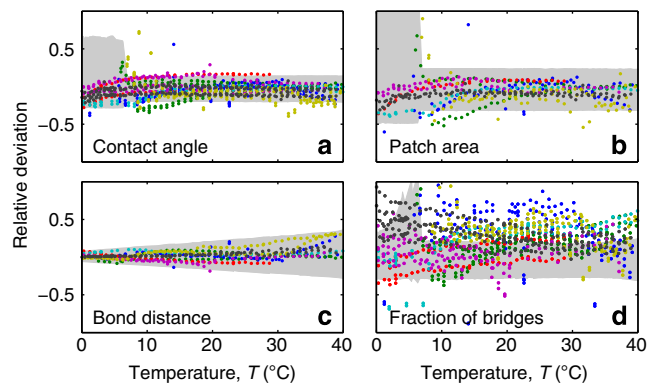 0.5
−0.5
Contact angle
a
Patch area
b
Relative deviation
0.5
−0.5
Bond distance
c
Fraction of bridges
d
0 10 20 30 40
0 10 20 30 40
Temperature, T (°C)
Temperature, T (°C)